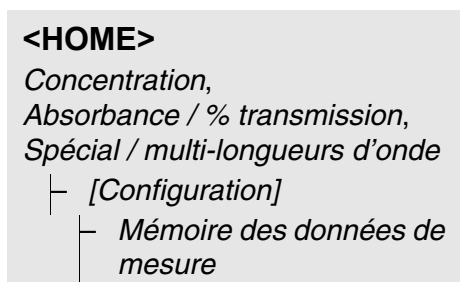 <HOME>
Concentration,
Absorbance / % transmission,
Spécial / multi-longueurs d'onde
– [Configuration]
– Mémoire des données de
mesure